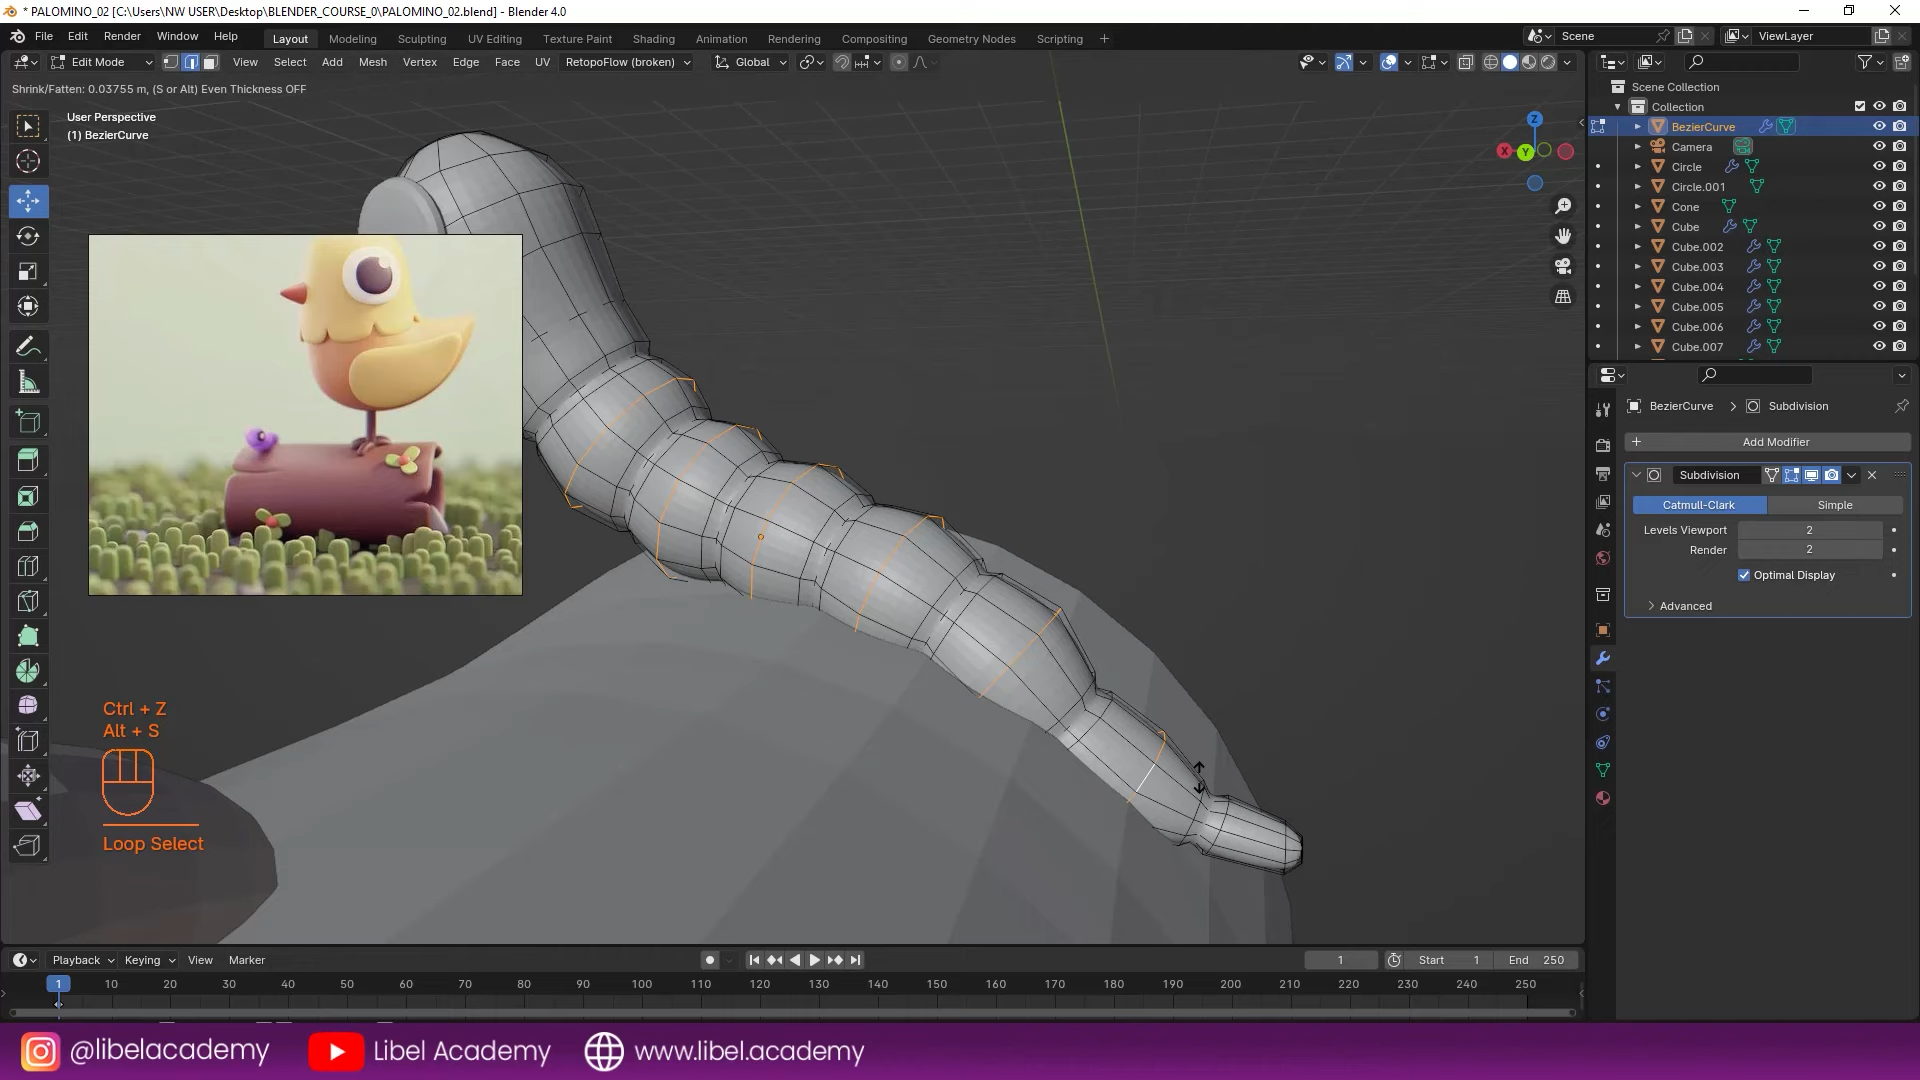 * PALOMINO_02 [C:\Users\NW USER\Desktop\BLENDER_COURSE_0\PALOMINO_02.blend] - Blender 4.0
File Edit Render Window Help Layout Modeling Sculpting UV Editing Texture Paint Shading Animation Rendering Compositing Geometry Nodes Scripting + Scene ViewLayer
Edit Mode View Select Add Mesh Vertex Edge Face UV RetopoFlow (broken) Global
Shrink/Fatten: 0.03755 m, (S or Alt) Even Thickness OFF
User Perspective
(1) BezierCurve
Z
X Y
Scene Collection
Collection
BezierCurve
Camera
Circle
Circle.001
Cone
Cube
Cube.002
Cube.003
Cube.004
Cube.005
Cube.006
Cube.007
BezierCurve > Subdivision
+ Add Modifier
Subdivision
Catmull-Clark Simple
Levels Viewport 2
Render 2
Optimal Display
Advanced
Ctrl + Z
Alt + S
Loop Select
Playback Keying View Marker 1 Start 1 End 250
1 10 20 30 40 50 60 70 80 90 100 110 120 130 140 150 160 170 180 190 200 210 220 230 240 250
@libelacademy Libel Academy www.libel.academy